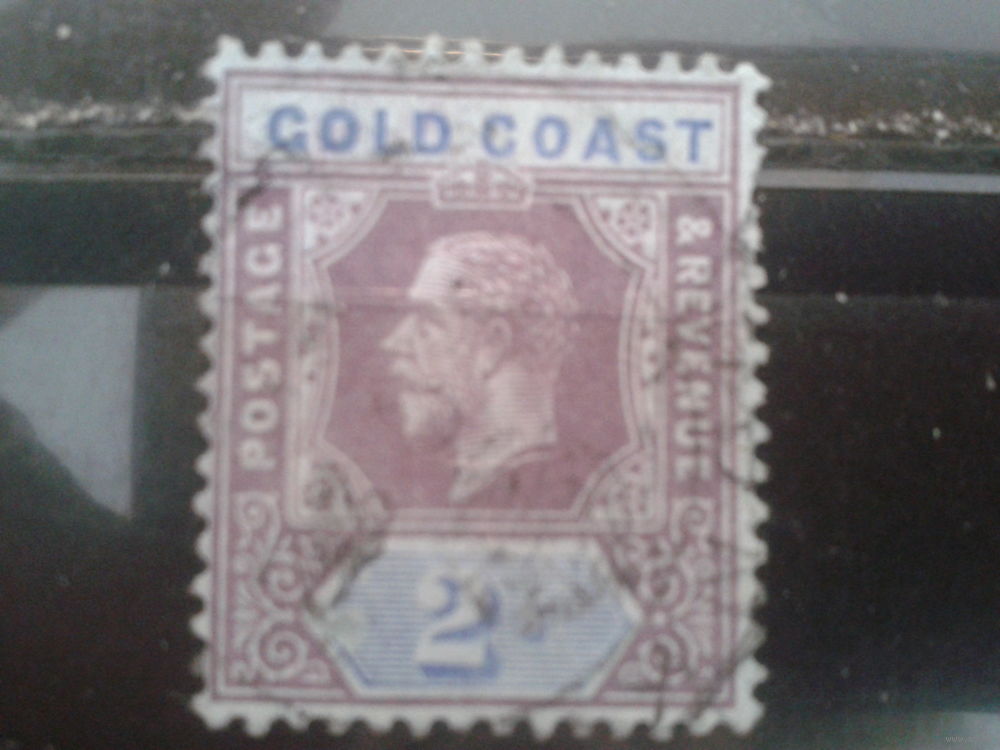 GOLD COAST
POSTAGE
& REVENUE
2